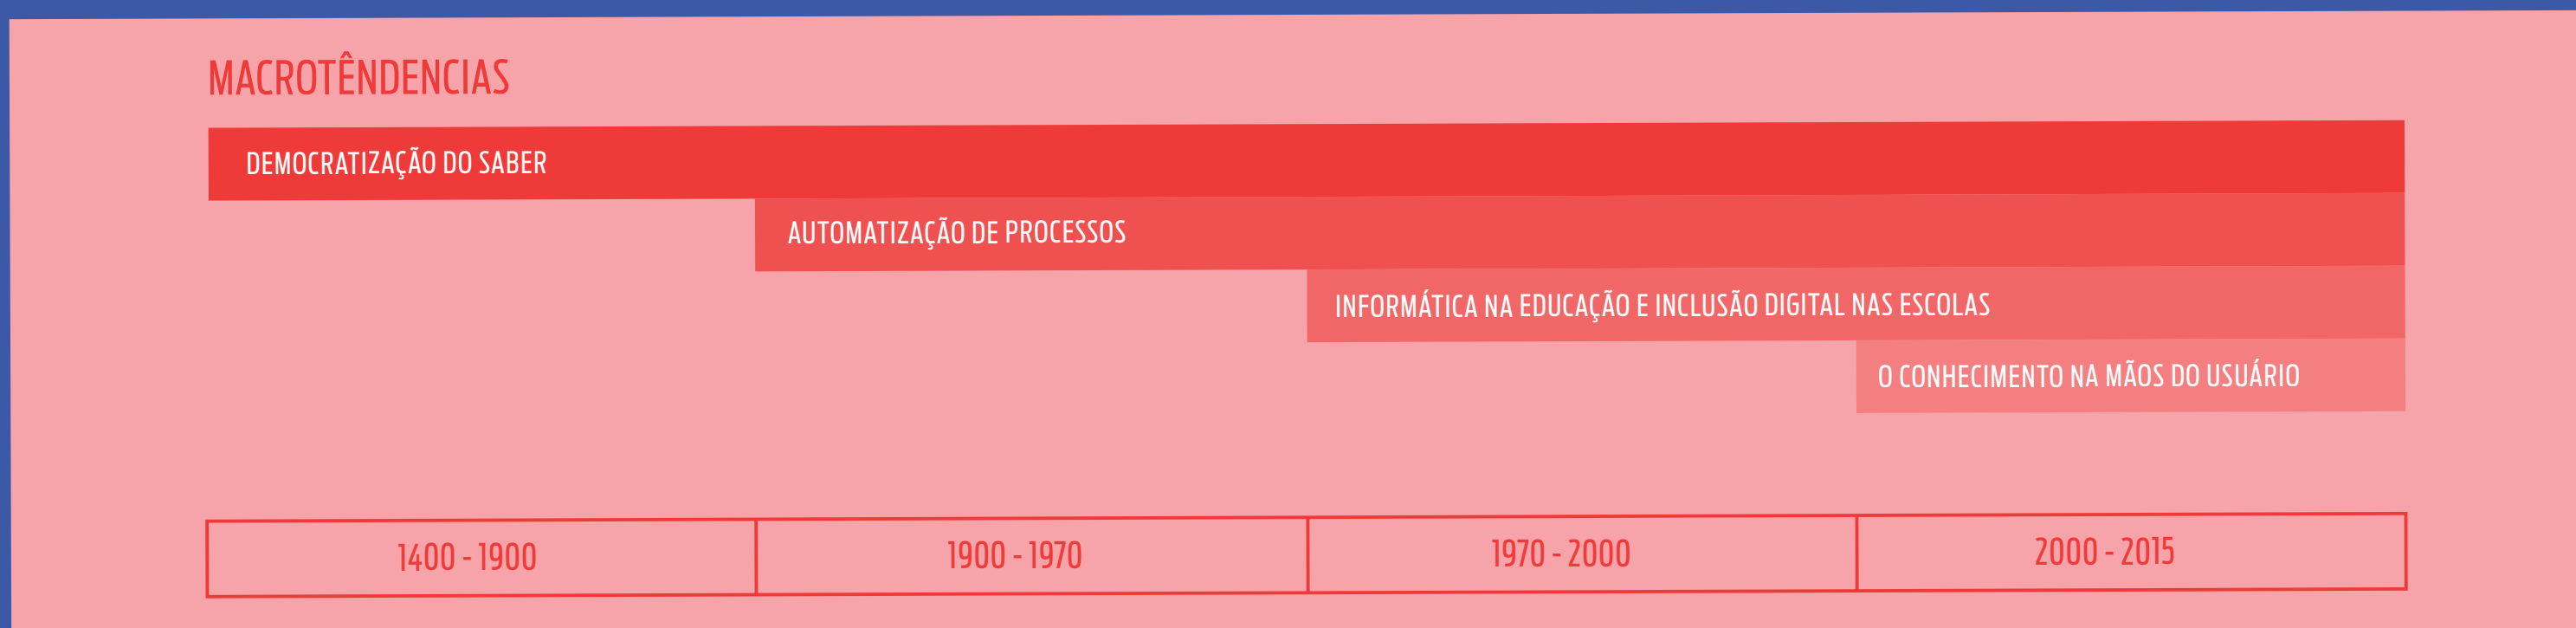 MACROTÊNDENCIAS
DEMOCRATIZAÇÃO DO SABER
AUTOMATIZAÇÃO DE PROCESSOS
INFORMÁTICA NA EDUCAÇÃO E INCLUSÃO DIGITAL NAS ESCOLAS
O CONHECIMENTO NA MÃOS DO USUÁRIO
1400 - 1900
1900 - 1970
1970 - 2000
2000 - 2015